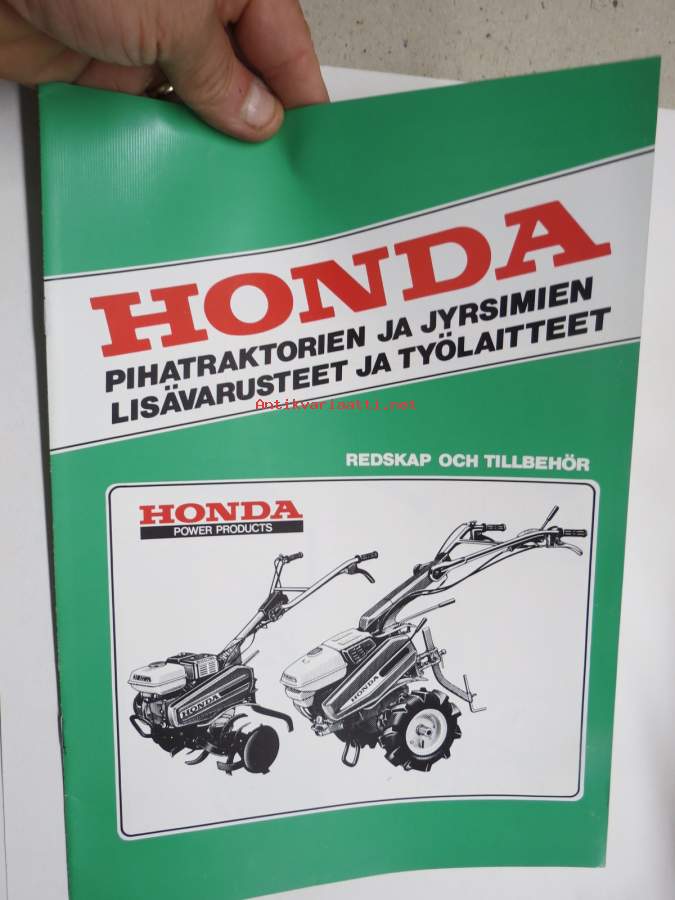 HONDA
PIHATRAKTORIEN JA JYRSIMIEN
LISÄVARUSTEET JA TYÖLAITTEET
Antikvariaatti.net
REDSKAP OCH TILLBEHÖR
HONDA
POWER PRODUCTS
HONDA
HONDA